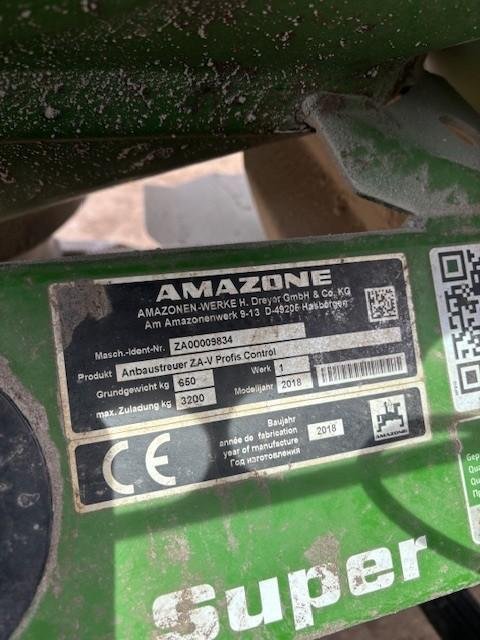 AMAZONE
AMAZONEN-WERKE H. Dreyer GmbH & Co. KG
Am Amazonenwerk 9-13 D-49205 Hasbergen
Masch.-Ident-Nr. ZA00009834
Produkt Anbaustreuer ZA-V Profis Control
Grundgewicht kg 650 Werk 1
max. Zuladung kg 3200 Modelljahr 2018
CE
Baujahr
année de fabrication
year of manufacture
Год изготовления
2018
AMAZONE
Super